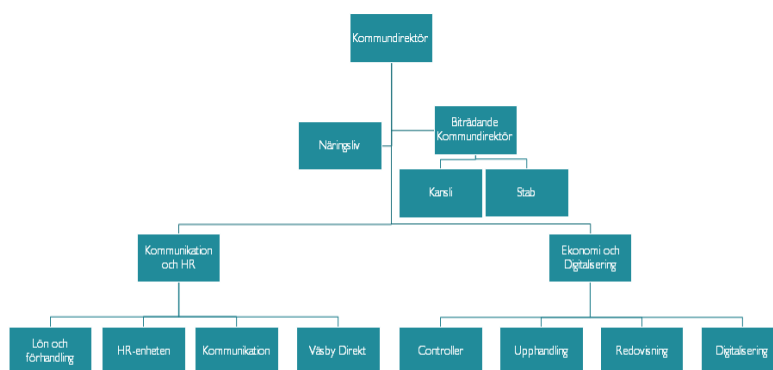 Kommundirektör
Biträdande
Kommundirektör
Näringsliv
Kansli
Stab
Kommunikation
och HR
Ekonomi och
Digitalisering
Lön och
förhandling
HR-enheten
Kommunikation
Väsby Direkt
Controller
Upphandling
Redovisning
Digitalisering